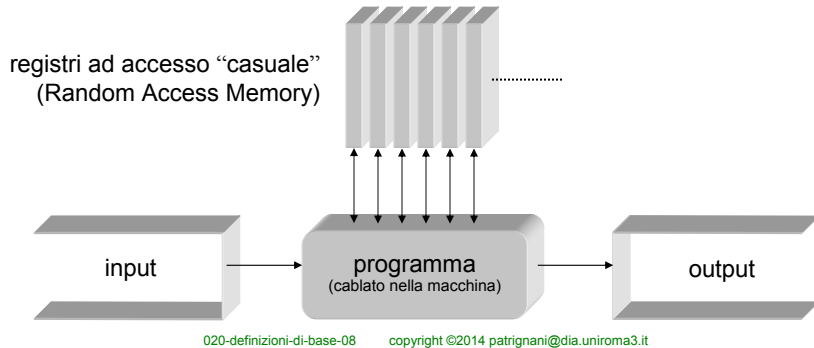 registri ad accesso “casuale”
(Random Access Memory)
input
programma
(cablato nella macchina)
output
020-definizioni-di-base-08 copyright ©2014 patrignani@dia.uniroma3.it